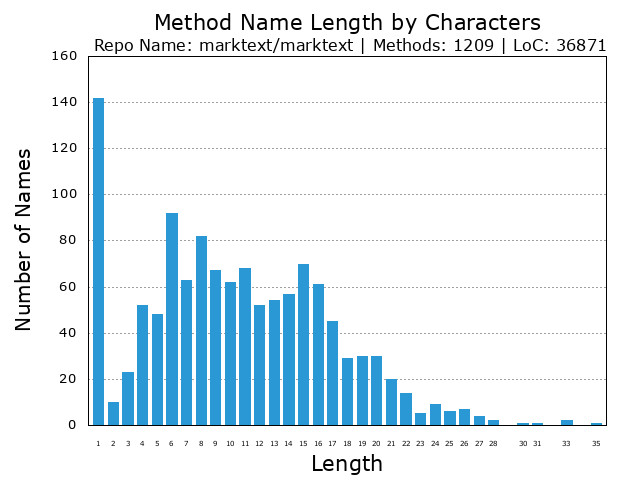 Method Name Length by Characters
Repo Name: marktext/marktext | Methods: 1209 | LoC: 36871
160
140
120
100
80
60
40
20
0
Number of Names
1 2 3 4 5 6 7 8 9 10 11 12 13 14 15 16 17 18 19 20 21 22 23 24 25 26 27 28 30 31 33 35
Length